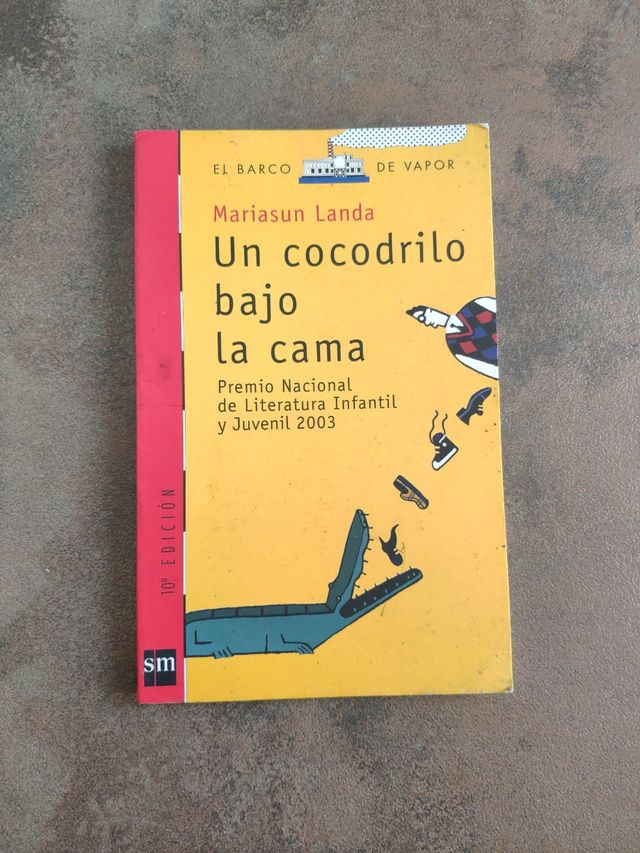 EL BARCO DE VAPOR
Mariasun Landa
Un cocodrilo
bajo
la cama
Premio Nacional
de Literatura Infantil
y Juvenil 2003
10ª EDICIÓN
sm